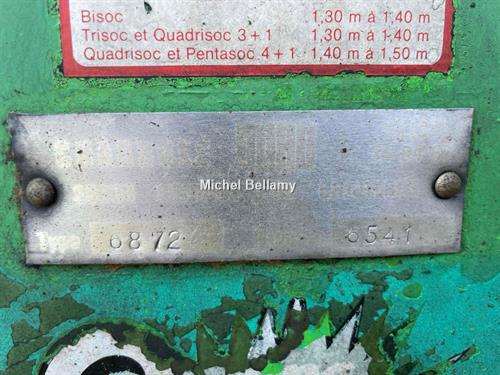 Bisoc 1,30 m à 1,40 m
Trisoc et Quadrisoc 3 + 1 1,30 m à 1,40 m
Quadrisoc et Pentasoc 4 + 1 1,40 m à 1,50 m
Michel Bellamy
Type 6872 6541